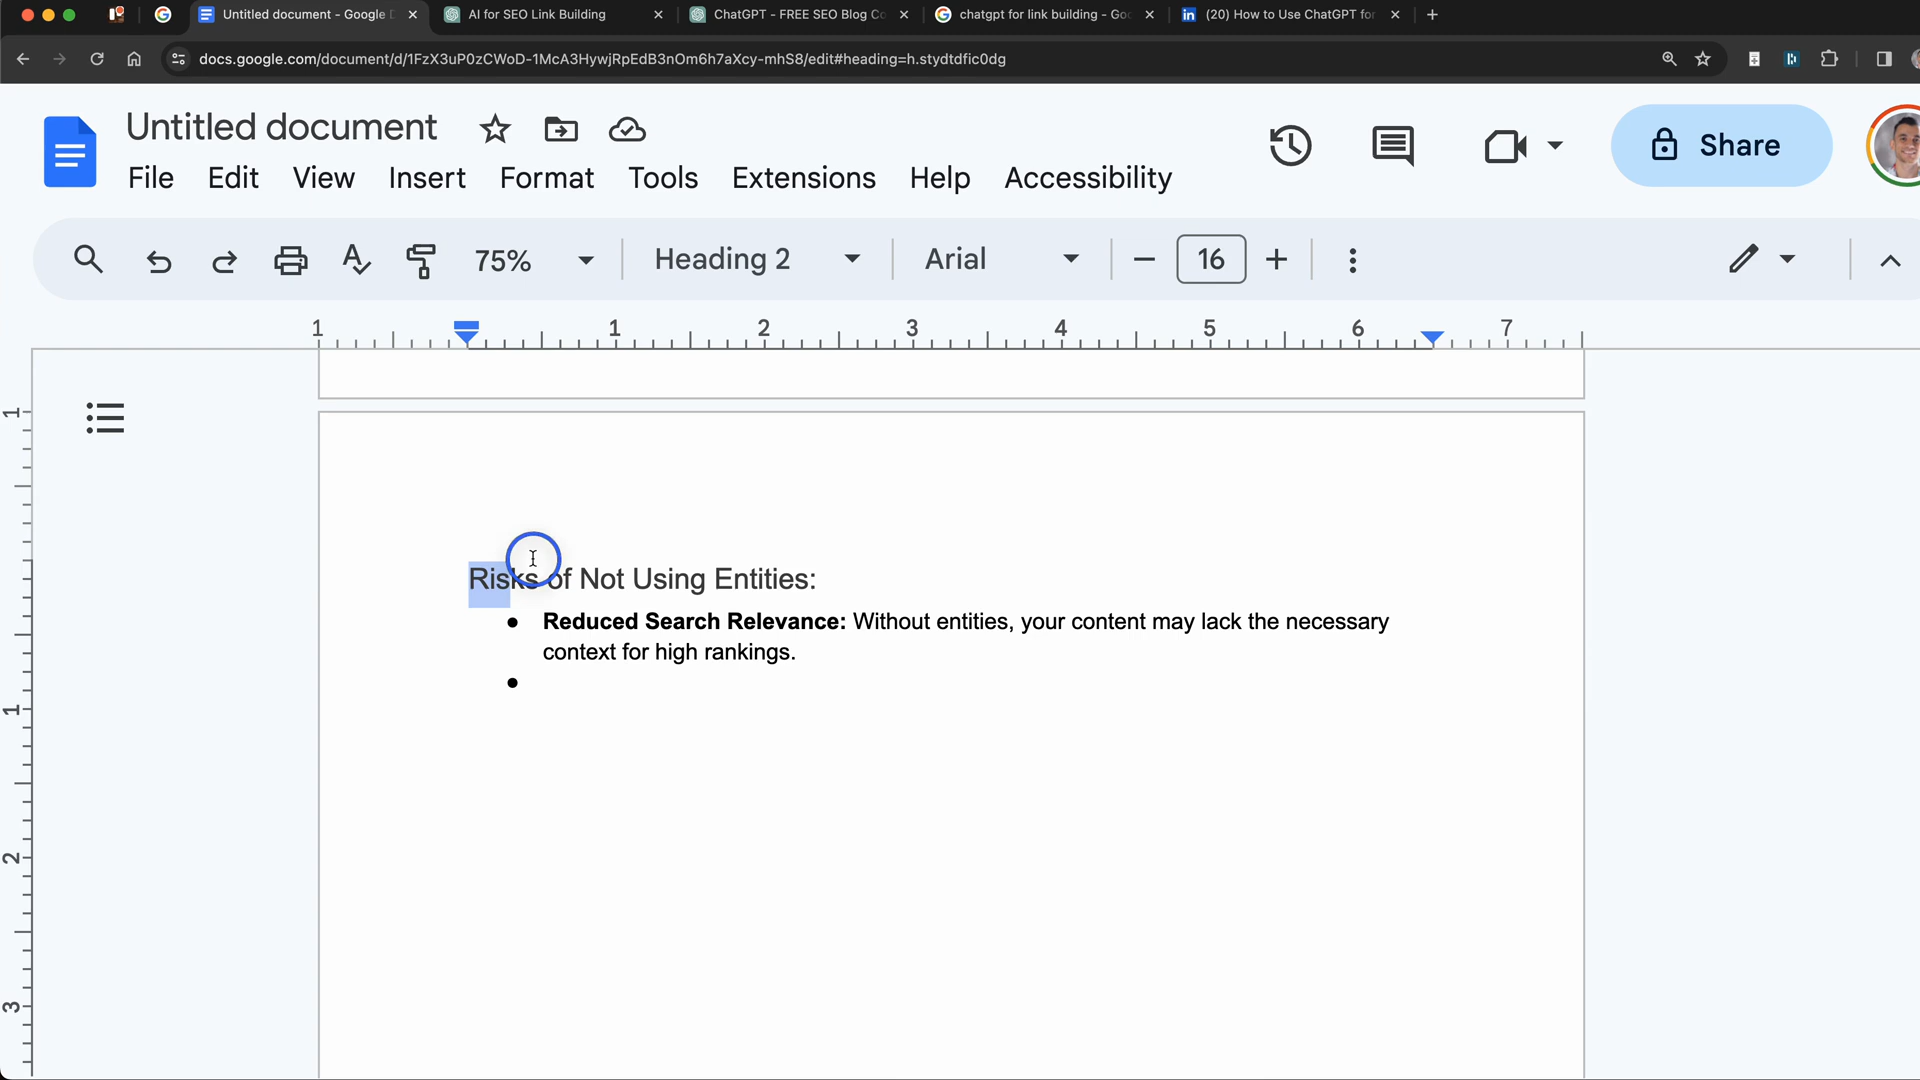 Untitled document - Google D
AI for SEO Link Building
ChatGPT - FREE SEO Blog Co
chatgpt for link building - Goo
(20) How to Use ChatGPT for
docs.google.com/document/d/1FzX3uP0zCWoD-1McA3HywjRpEdB3nOm6h7aXcy-mhS8/edit#heading=h.stydtdfic0dg
Untitled document
Share
File Edit View Insert Format Tools Extensions Help Accessibility
75% Heading 2 Arial 16
1 1 2 3 4 5 6 7
1
Risks of Not Using Entities:
● Reduced Search Relevance: Without entities, your content may lack the necessary
context for high rankings.
●
1
2
3